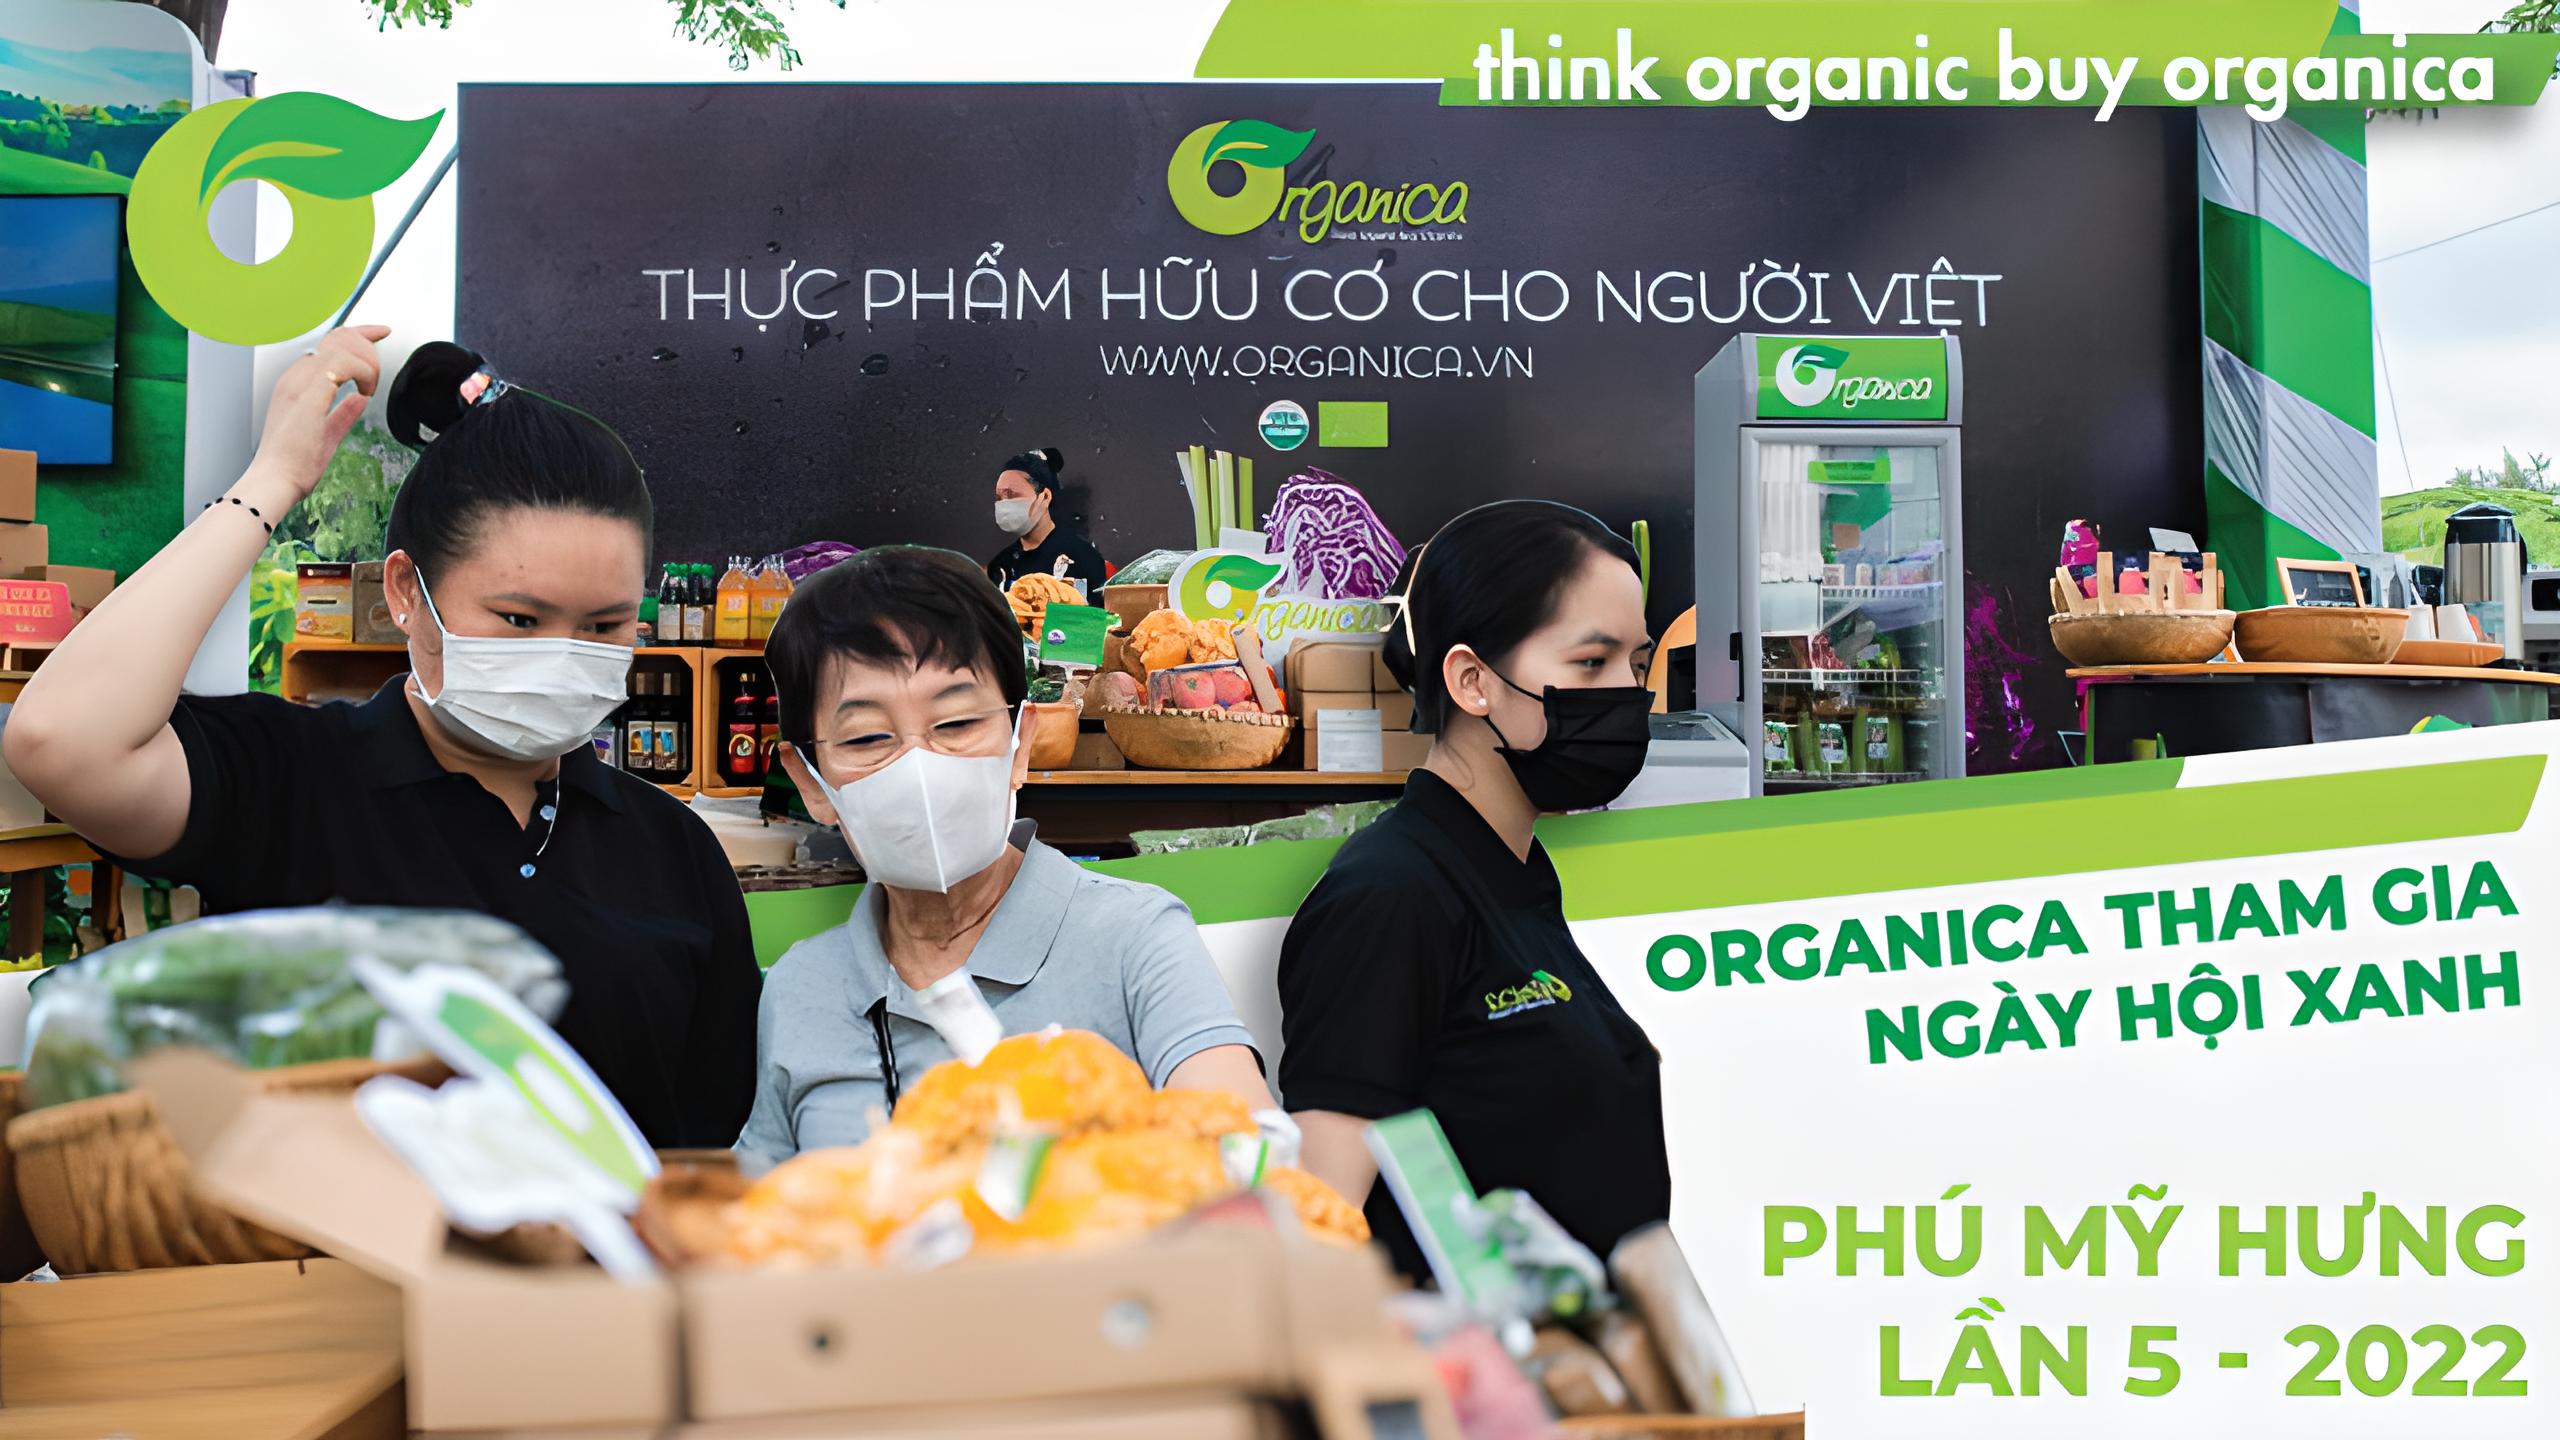 think organic buy organica
Organica
THỰC PHẨM HỮU CƠ CHO NGƯỜI VIỆT
WWW.ORGANICA.VN
Organica
Organica
ORGANICA THAM GIA
NGÀY HỘI XANH
PHÚ MỸ HƯNG
LẦN 5 - 2022